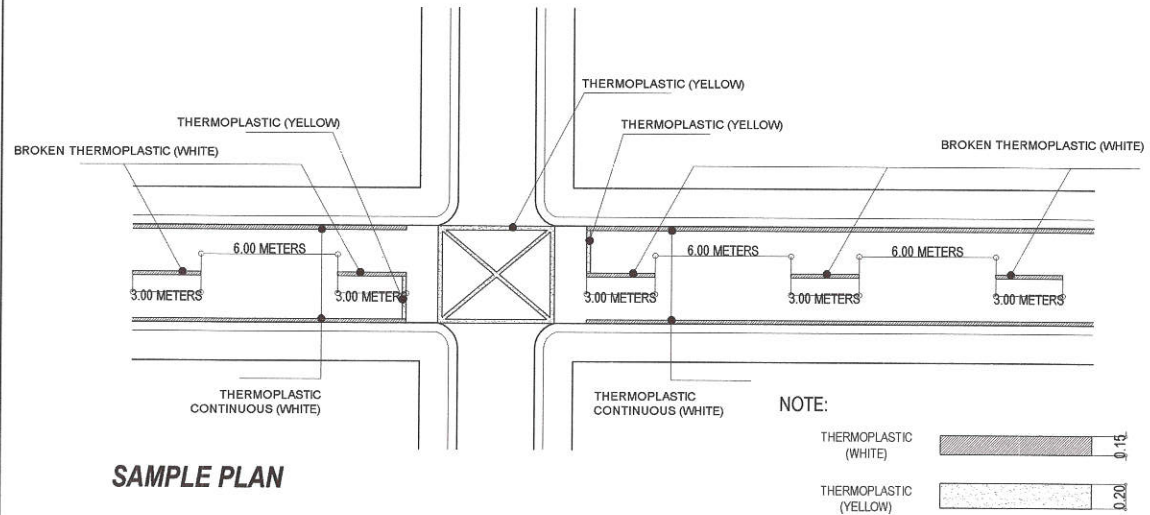 THERMOPLASTIC (YELLOW)
THERMOPLASTIC (YELLOW)
THERMOPLASTIC (YELLOW)
BROKEN THERMOPLASTIC (WHITE)
BROKEN THERMOPLASTIC (WHITE)
6.00 METERS
6.00 METERS
6.00 METERS
3.00 METERS
3.00 METERS
3.00 METERS
3.00 METERS
3.00 METERS
THERMOPLASTIC
CONTINUOUS (WHITE)
THERMOPLASTIC
CONTINUOUS (WHITE)
NOTE:
THERMOPLASTIC
(WHITE)
0.15
SAMPLE PLAN
THERMOPLASTIC
(YELLOW)
0.20